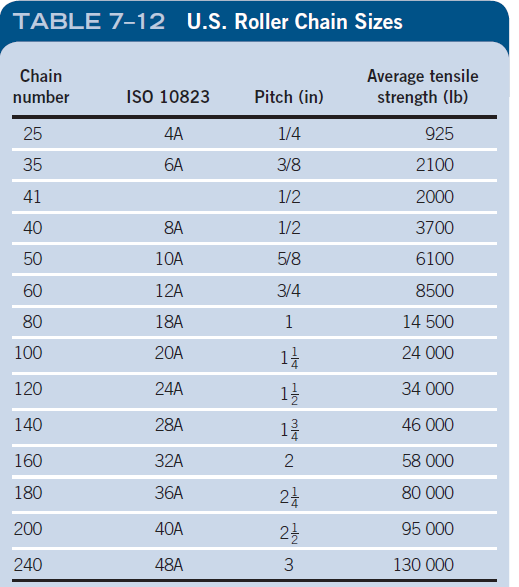 TABLE 7–12 U.S. Roller Chain Sizes
Chain number ISO 10823 Pitch (in) Average tensile strength (lb)
25 4A 1/4 925
35 6A 3/8 2100
41 1/2 2000
40 8A 1/2 3700
50 10A 5/8 6100
60 12A 3/4 8500
80 18A 1 14 500
100 20A 1 1/4 24 000
120 24A 1 1/2 34 000
140 28A 1 3/4 46 000
160 32A 2 58 000
180 36A 2 1/4 80 000
200 40A 2 1/2 95 000
240 48A 3 130 000